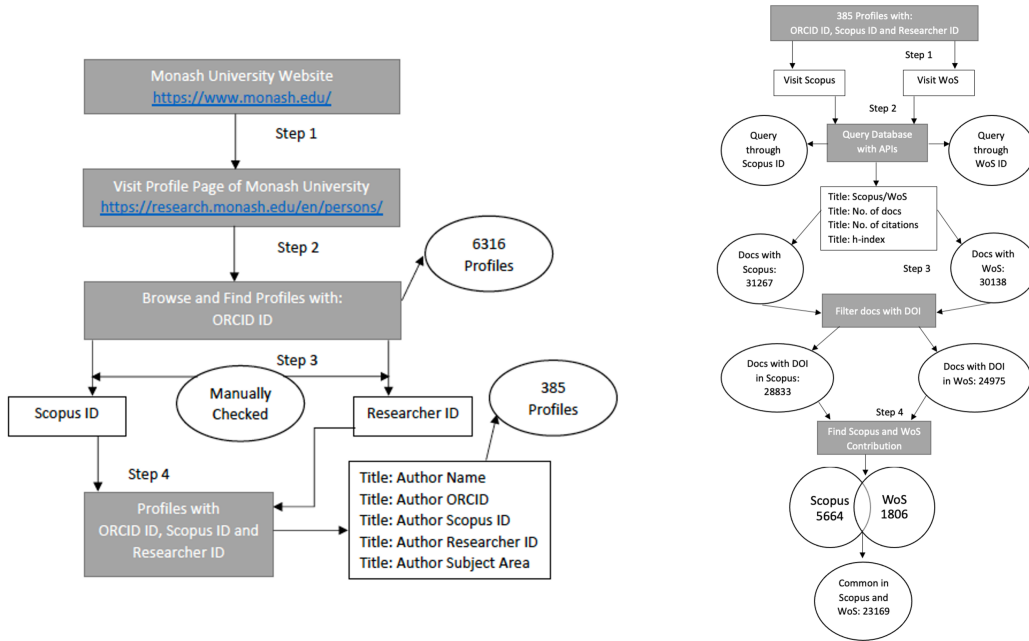 Monash University Website
https://www.monash.edu/
Step 1
Visit Profile Page of Monash University
https://research.monash.edu/en/persons/
Step 2
6316
Profiles
Browse and Find Profiles with:
ORCID ID
Step 3
Manually
Checked
Scopus ID
Researcher ID
385
Profiles
Step 4
Profiles with
ORCID ID, Scopus ID and
Researcher ID
Title: Author Name
Title: Author ORCID
Title: Author Scopus ID
Title: Author Researcher ID
Title: Author Subject Area
385 Profiles with:
ORCID ID, Scopus ID and Researcher ID
Step 1
Visit Scopus
Visit WoS
Step 2
Query
through
Scopus ID
Query Database
with APIs
Query
through
WoS ID
Title: Scopus/WoS
Title: No. of docs
Title: No. of citations
Title: h-index
Docs with
Scopus:
31267
Step 3
Docs with
WoS:
30138
Filter docs with DOI
Docs with DOI
in Scopus:
28833
Docs with DOI
in WoS: 24975
Step 4
Find Scopus and WoS
Contribution
Scopus
5664
WoS
1806
Common in
Scopus and
WoS: 23169